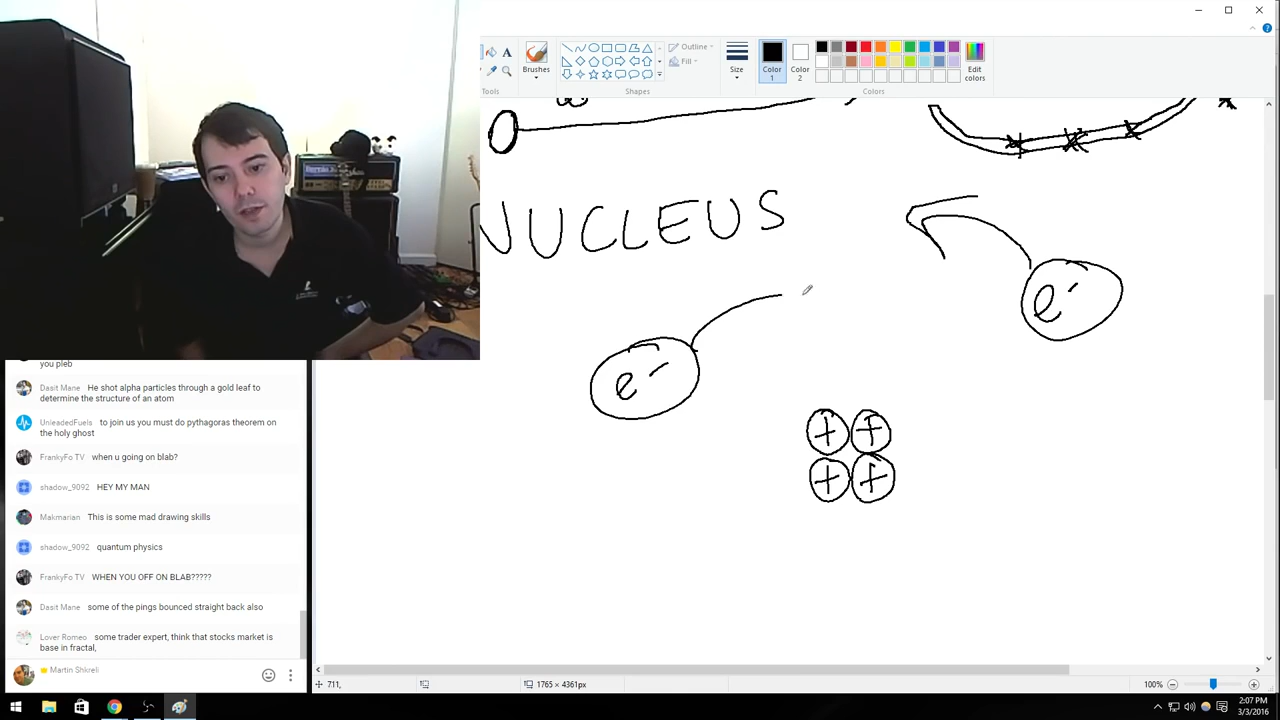 Tools
A
Brushes
Shapes
Outline
Fill
Size
Color
1
Color
2
Edit
colors
Colors
NUCLEUS
e-
e-
+ +
+ +
you pleb
Dasit Mane He shot alpha particles through a gold leaf to
determine the structure of an atom
UnleadedFuels to join us you must do pythagoras theorem on
the holy ghost
FrankyFo TV when u going on blab?
shadow_9092 HEY MY MAN
Makmarian This is some mad drawing skills
shadow_9092 quantum physics
FrankyFo TV WHEN YOU OFF ON BLAB?????
Dasit Mane some of the pings bounced straight back also
Lover Romeo some trader expert, think that stocks market is
base in fractal,
Martin Shkreli
711,
1765 × 4361px
100%
2:07 PM
3/3/2016